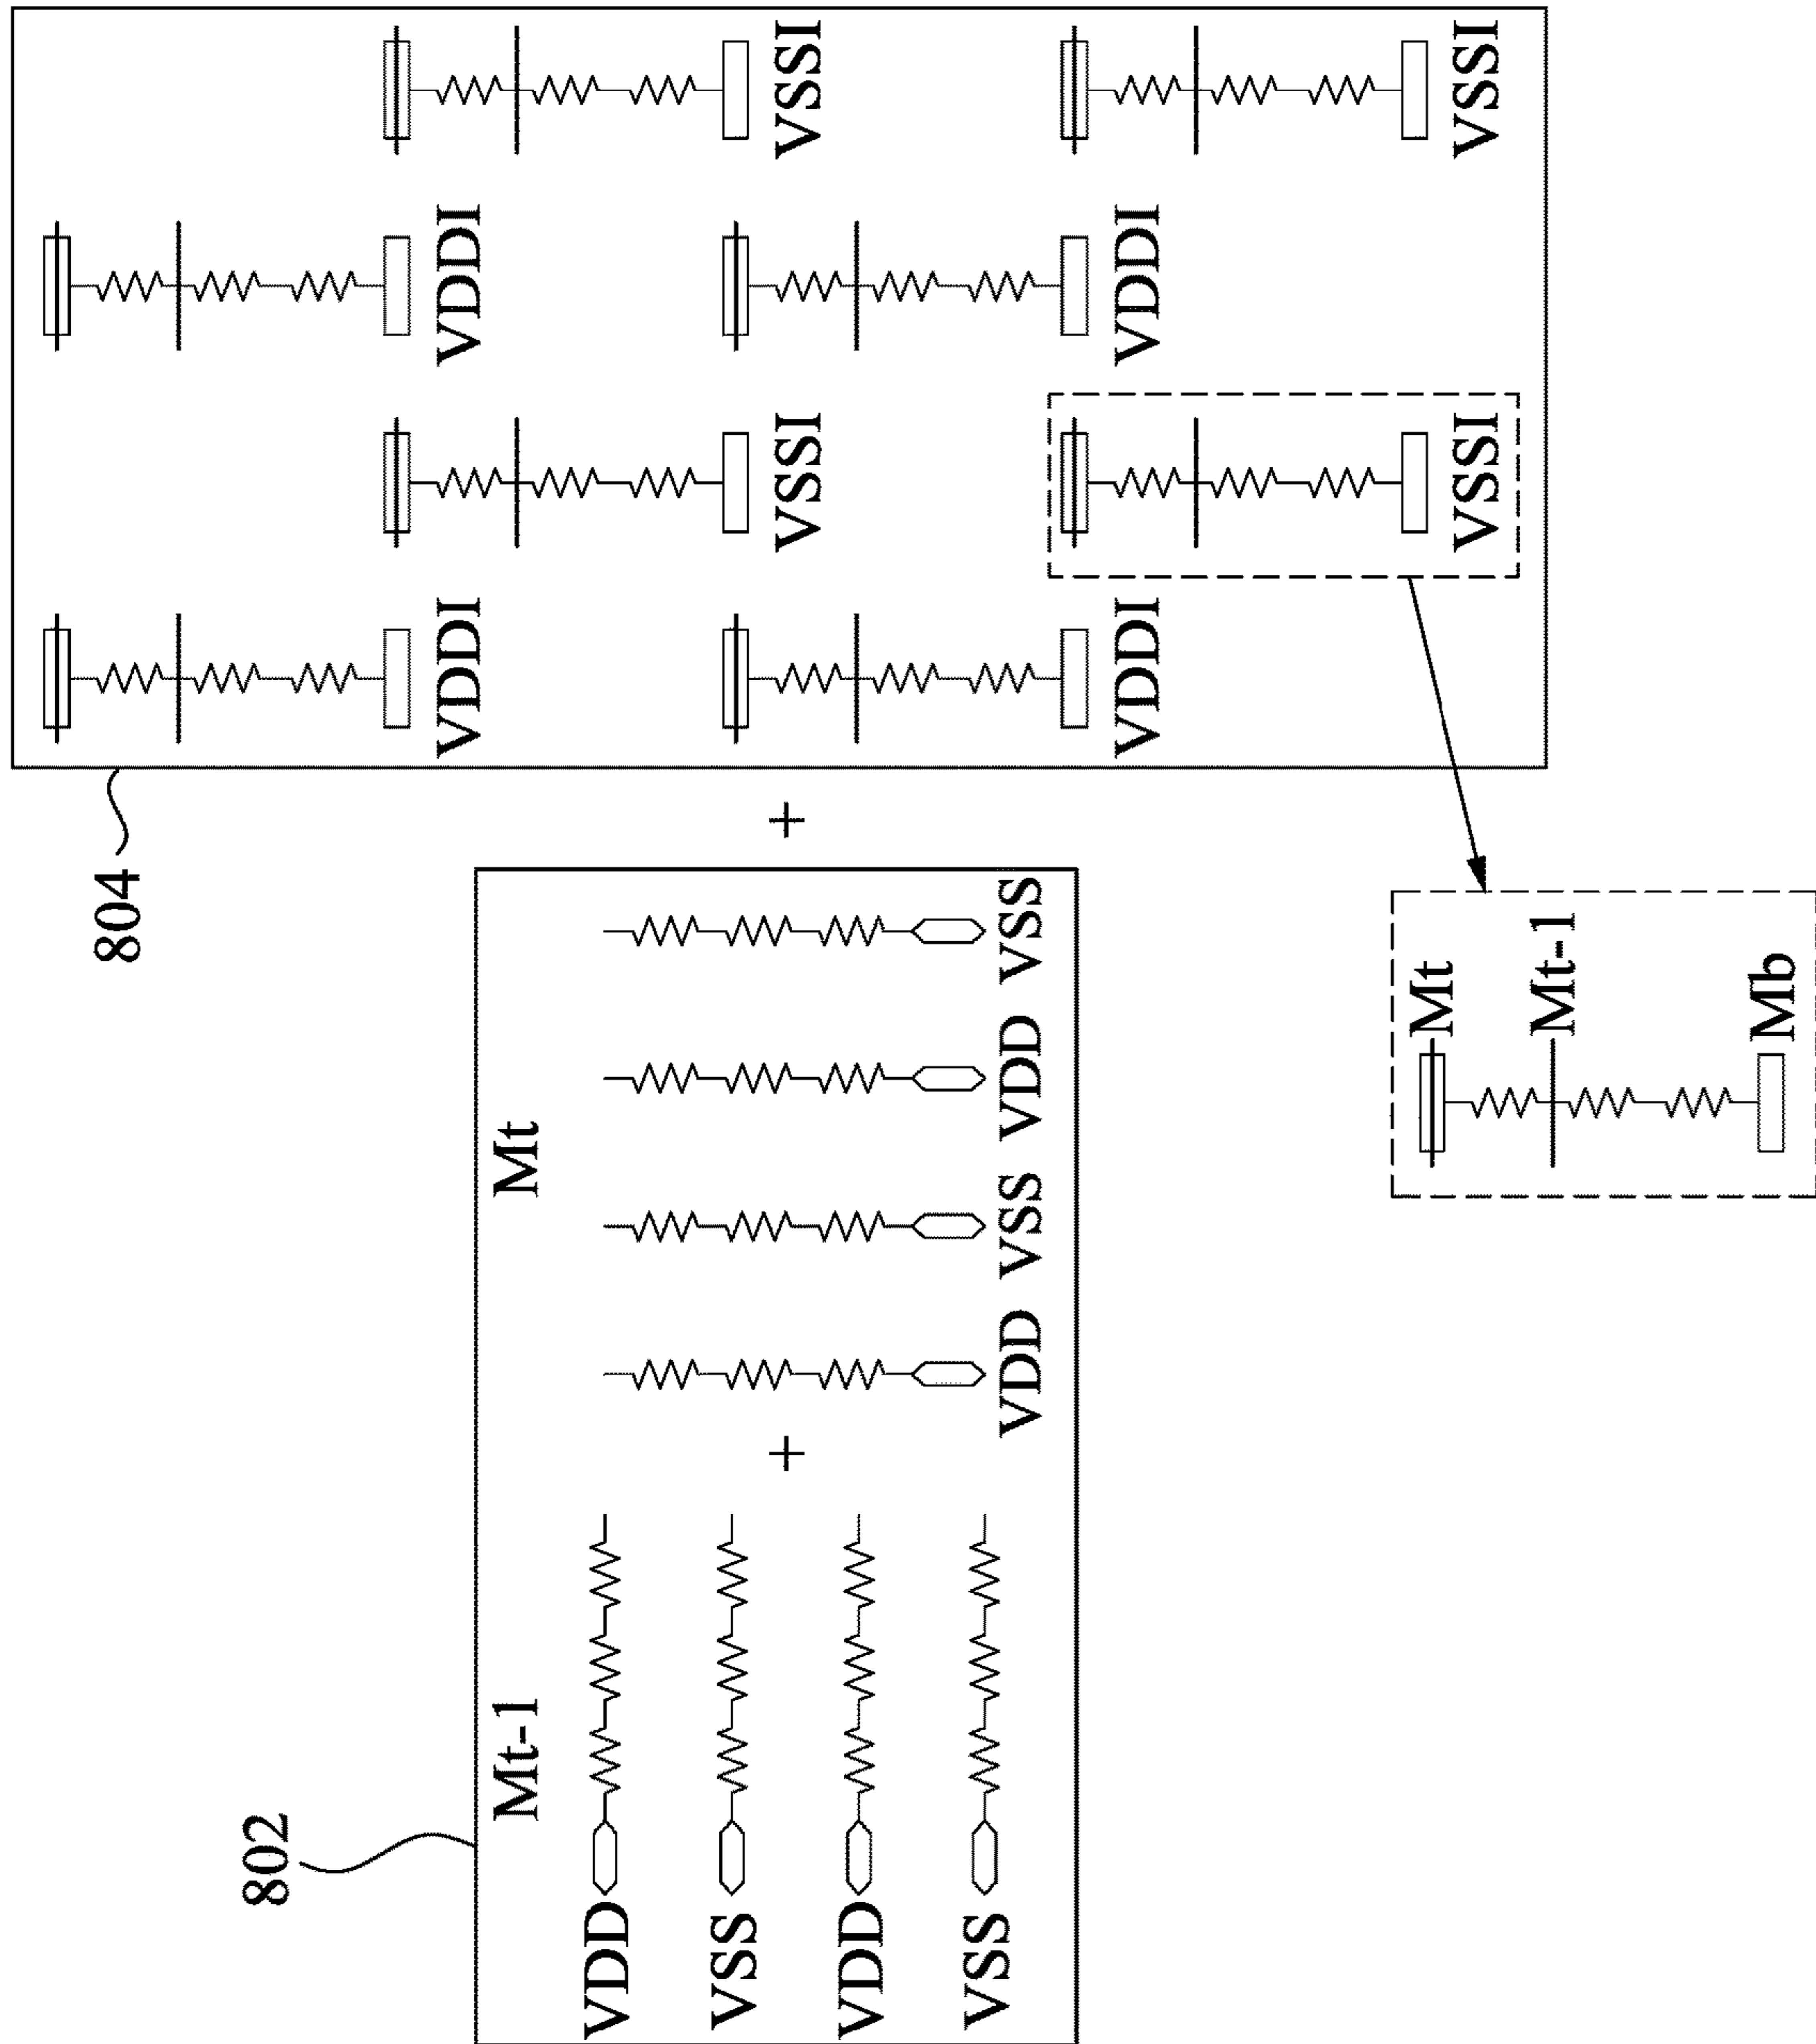 802
Mt-1
VDD
VSS
VDD
VSS
+
Mt
VDD VSS VDD VSS
+
804
VDDI VDDI
VSSI VSSI
VDDI VDDI
VSSI VSSI
Mt
Mt-1
Mb